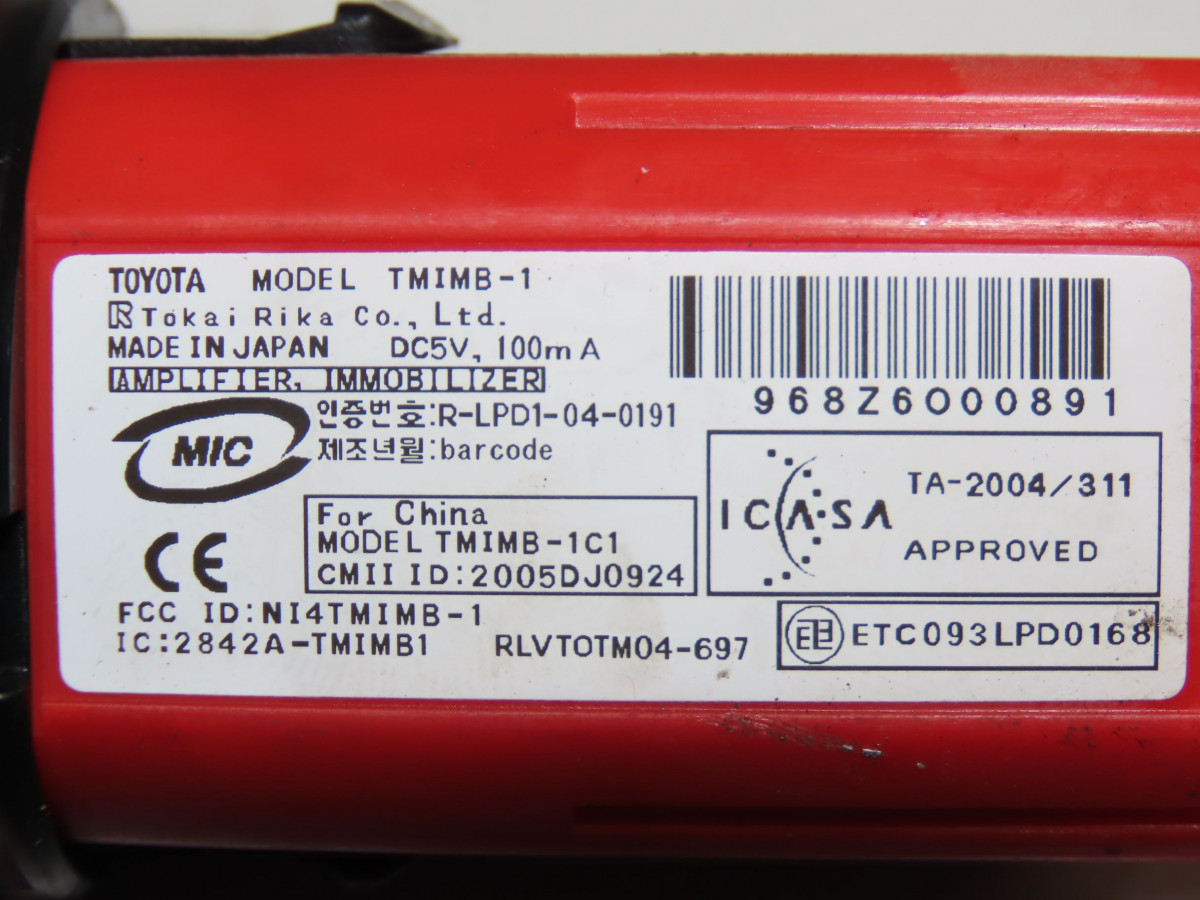 TOYOTA MODEL TMIMB-1
R Tokai Rika Co., Ltd.
MADE IN JAPAN DC5V, 100mA
AMPLIFIER, IMMOBILIZER
968Z6000891
MIC
인증번호:R-LPD1-04-0191
제조년월:barcode
For China
MODEL TMIMB-1C1
CMII ID:2005DJ0924
ICASA
TA-2004/311
APPROVED
CE
FCC ID:NI4TMIMB-1
IC:2842A-TMIMB1
RLVTOTM04-697
ETC093LPD0168